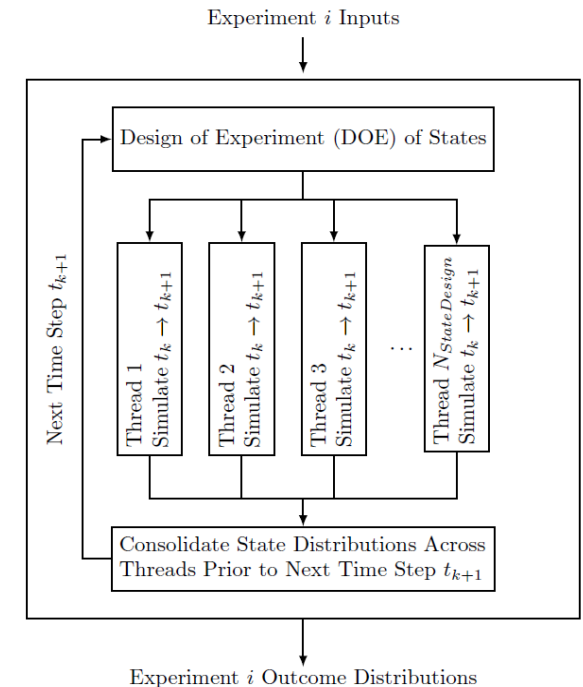 Experiment i Inputs
Design of Experiment (DOE) of States
Next Time Step t_{k+1}
Thread 1
Simulate t_k → t_{k+1}
Thread 2
Simulate t_k → t_{k+1}
Thread 3
Simulate t_k → t_{k+1}
...
Thread N_{StateDesign}
Simulate t_k → t_{k+1}
Consolidate State Distributions Across
Threads Prior to Next Time Step t_{k+1}
Experiment i Outcome Distributions